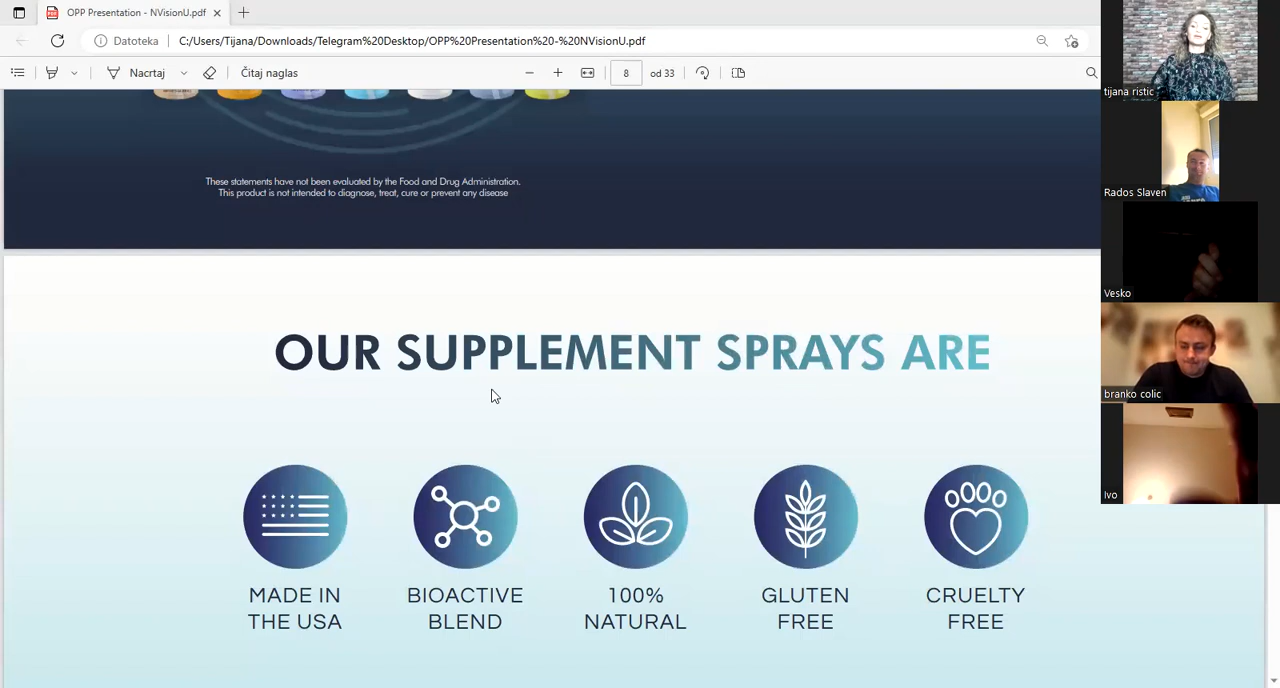 OPP Presentation - NVisionU.pdf
Datoteka
C:/Users/Tijana/Downloads/Telegram%20Desktop/OPP%20Presentation%20-%20NVisionU.pdf
Nacrtaj
Čitaj naglas
8
od 33
These statements have not been evaluated by the Food and Drug Administration.
This product is not intended to diagnose, treat, cure or prevent any disease
OUR SUPPLEMENT SPRAYS ARE
MADE IN
THE USA
BIOACTIVE
BLEND
100%
NATURAL
GLUTEN
FREE
CRUELTY
FREE
tijana ristic
Rados Slaven
Vesko
branko colic
Ivo